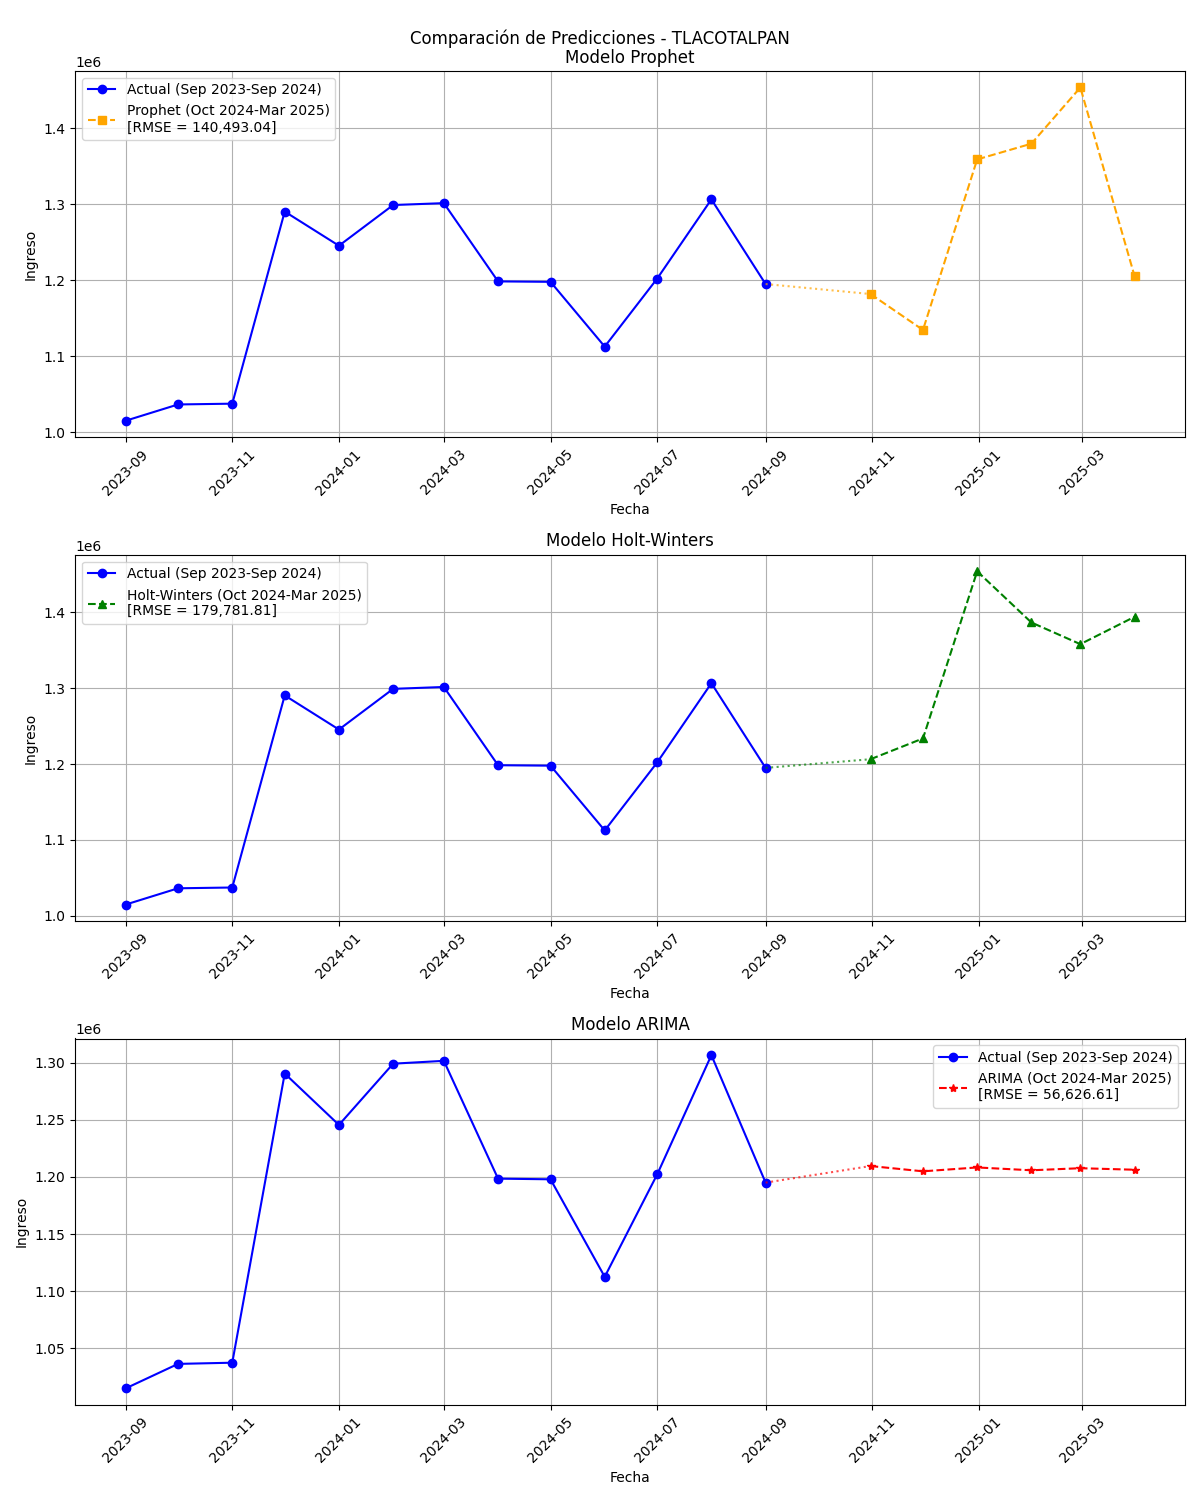 Comparación de Predicciones - TLACOTALPAN
Modelo Prophet
1e6
Actual (Sep 2023-Sep 2024)
Prophet (Oct 2024-Mar 2025)
[RMSE = 140,493.04]
1.4
1.3
1.2
1.1
1.0
Ingreso
2023-09
2023-11
2024-01
2024-03
2024-05
2024-07
2024-09
2024-11
2025-01
2025-03
Fecha
Modelo Holt-Winters
1e6
Actual (Sep 2023-Sep 2024)
Holt-Winters (Oct 2024-Mar 2025)
[RMSE = 179,781.81]
1.4
1.3
1.2
1.1
1.0
Ingreso
2023-09
2023-11
2024-01
2024-03
2024-05
2024-07
2024-09
2024-11
2025-01
2025-03
Fecha
Modelo ARIMA
1e6
Actual (Sep 2023-Sep 2024)
ARIMA (Oct 2024-Mar 2025)
[RMSE = 56,626.61]
1.30
1.25
1.20
1.15
1.10
1.05
Ingreso
2023-09
2023-11
2024-01
2024-03
2024-05
2024-07
2024-09
2024-11
2025-01
2025-03
Fecha